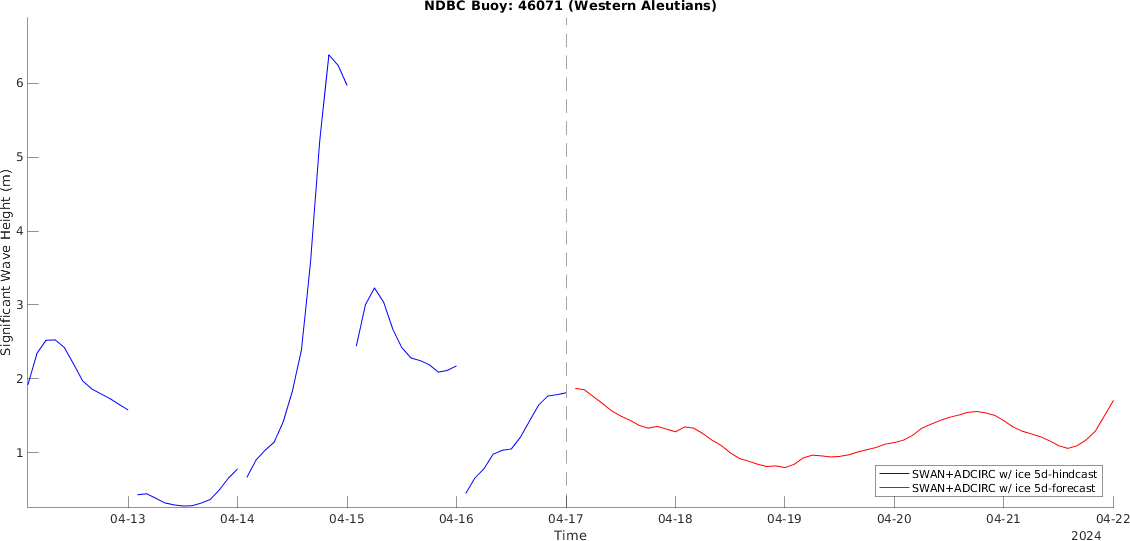 NDBC Buoy: 46071 (Western Aleutians)
Significant Wave Height (m)
6
5
4
3
2
1
SWAN+ADCIRC w/ ice 5d-hindcast
SWAN+ADCIRC w/ ice 5d-forecast
04-13 04-14 04-15 04-16 04-17 04-18 04-19 04-20 04-21 04-22
Time
2024